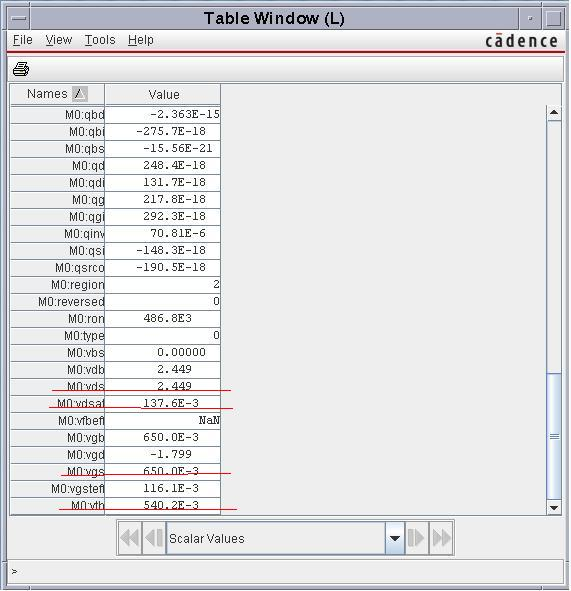 Table Window (L)
File View Tools Help
cādence
Names Value
M0:qbd -2.363E-15
M0:qbi -275.7E-18
M0:qbs -15.56E-21
M0:qd 248.4E-18
M0:qdi 131.7E-18
M0:qg 217.8E-18
M0:qgi 292.3E-18
M0:qinv 70.81E-6
M0:qsi -148.3E-18
M0:qsrco -190.5E-18
M0:region 2
M0:reversed 0
M0:ron 486.8E3
M0:type 0
M0:vbs 0.00000
M0:vdb 2.449
M0:vds 2.449
M0:vdsat 137.6E-3
M0:vfbeff NaN
M0:vgb 650.0E-3
M0:vgd -1.799
M0:vgs 650.0E-3
M0:vgsteff 116.1E-3
M0:vth 540.2E-3
Scalar Values
>